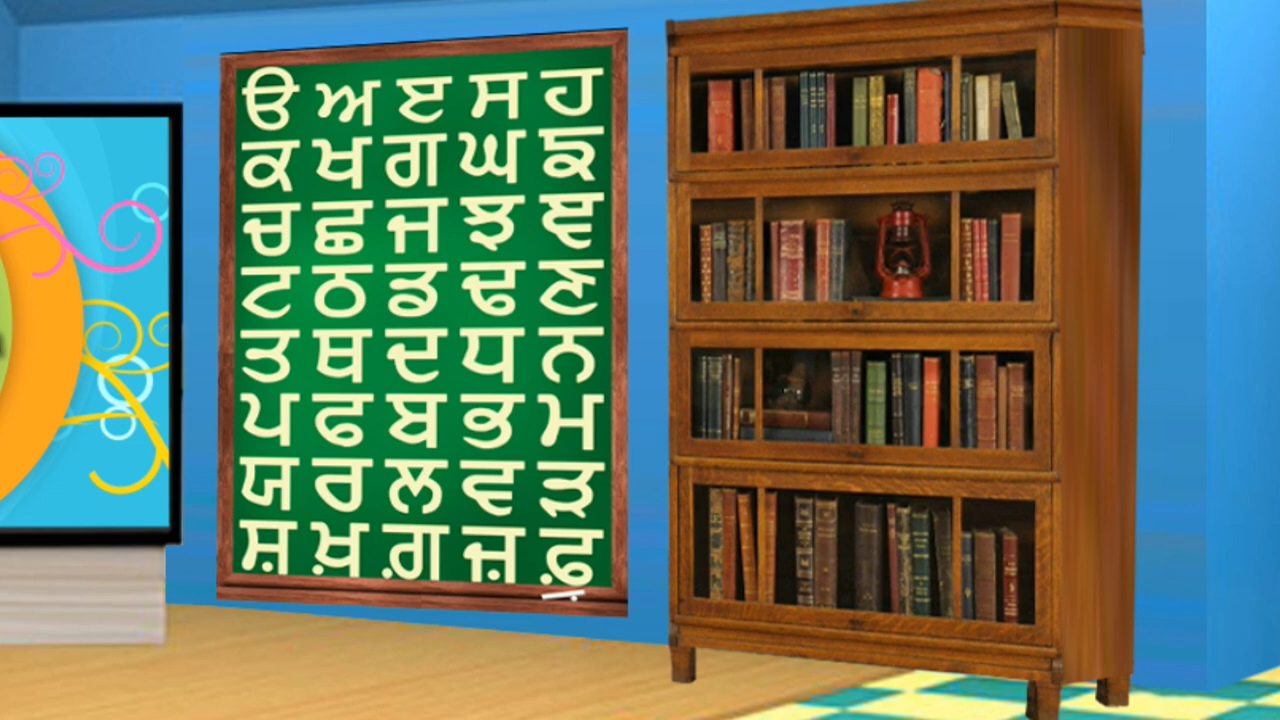 ੳ ਅ ੲ ਸ ਹ
ਕ ਖ ਗ ਘ ਙ
ਚ ਛ ਜ ਝ ਞ
ਟ ਠ ਡ ਢ ਣ
ਤ ਥ ਦ ਧ ਨ
ਪ ਫ ਬ ਭ ਮ
ਯ ਰ ਲ ਵ ੜ
ਸ਼ ਖ਼ ਗ਼ ਜ਼ ਫ਼